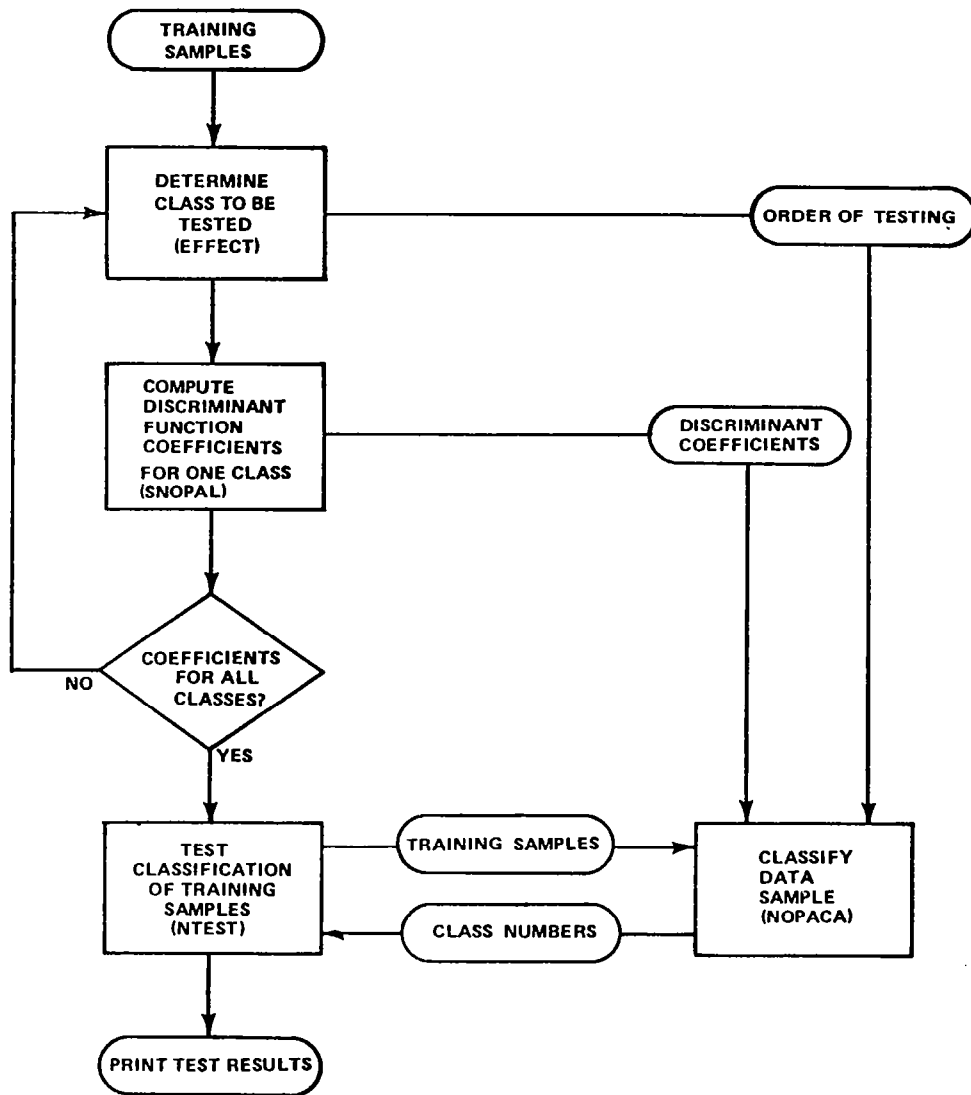 TRAINING
SAMPLES
DETERMINE
CLASS TO BE
TESTED
(EFFECT)
ORDER OF TESTING
COMPUTE
DISCRIMINANT
FUNCTION
COEFFICIENTS
FOR ONE CLASS
(SNOPAL)
DISCRIMINANT
COEFFICIENTS
COEFFICIENTS
FOR ALL
CLASSES?
NO
YES
TEST
CLASSIFICATION
OF TRAINING
SAMPLES
(NTEST)
TRAINING SAMPLES
CLASS NUMBERS
CLASSIFY
DATA
SAMPLE
(NOPACA)
PRINT TEST RESULTS